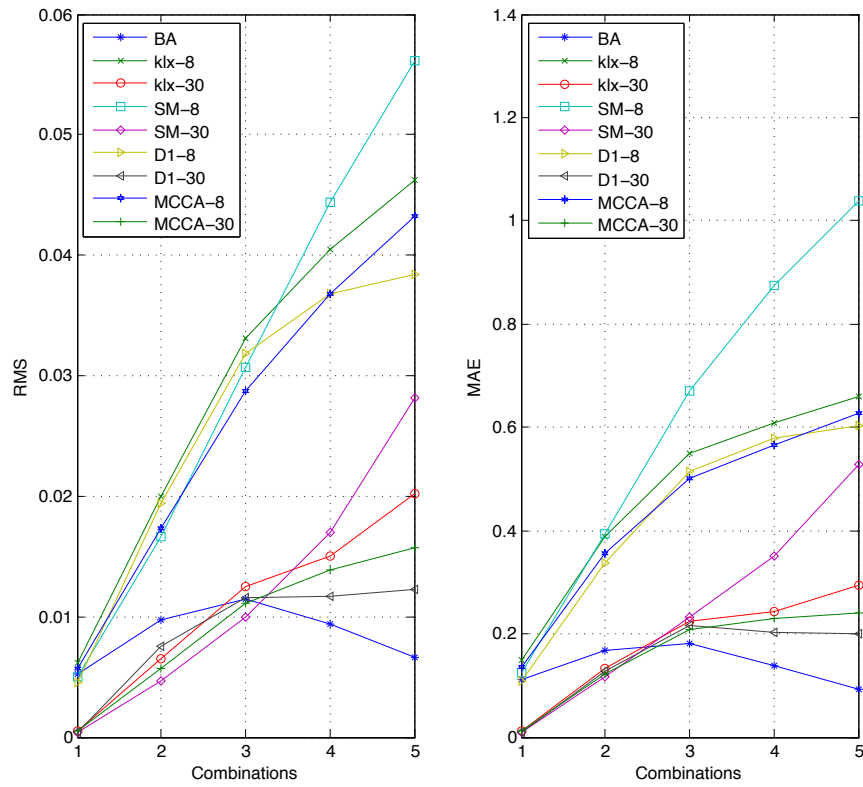 0.06
0.05
0.04
0.03
0.02
0.01
0
RMS
1 2 3 4 5
Combinations
BA
klx−8
klx−30
SM−8
SM−30
D1−8
D1−30
MCCA−8
MCCA−30
1.4
1.2
1
0.8
0.6
0.4
0.2
0
MAE
1 2 3 4 5
Combinations
BA
klx−8
klx−30
SM−8
SM−30
D1−8
D1−30
MCCA−8
MCCA−30